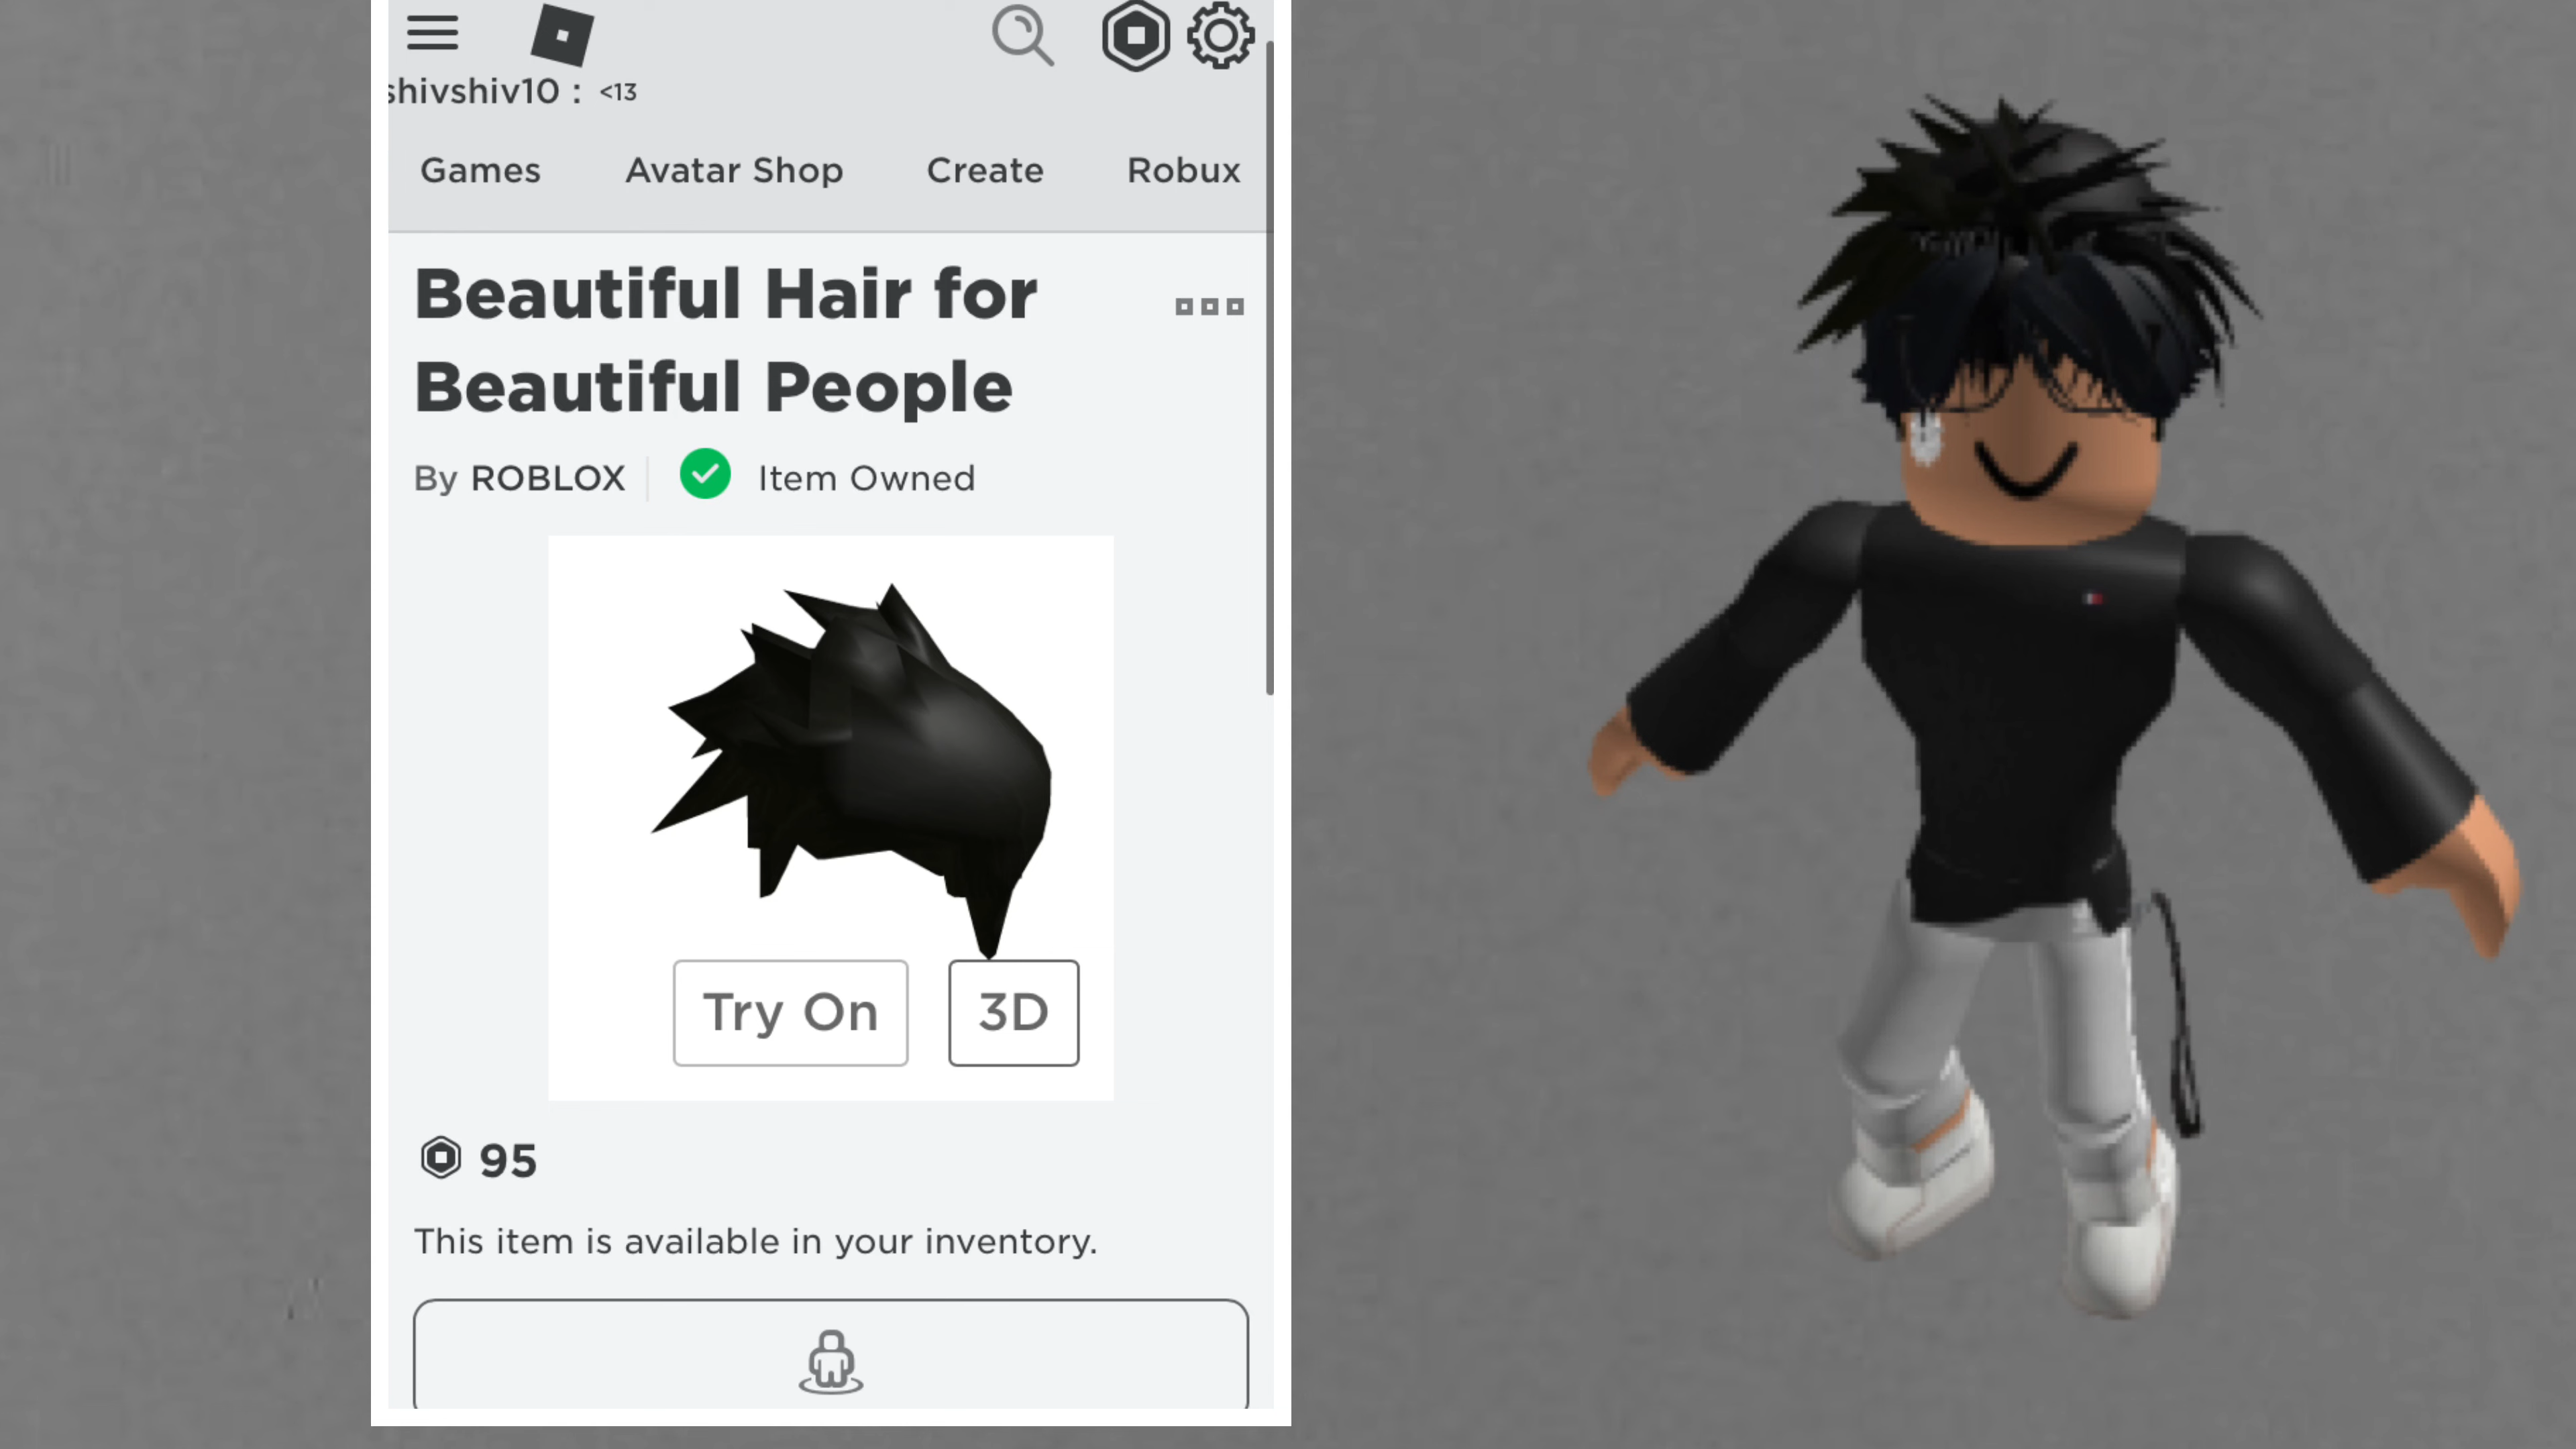 shivshiv10 : <13
Games Avatar Shop Create Robux
Beautiful Hair for
Beautiful People
By ROBLOX Item Owned
Try On 3D
95
This item is available in your inventory.